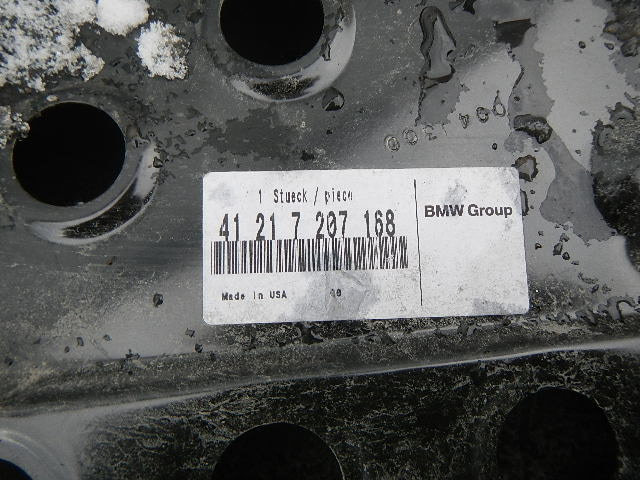 1 Stueck / piece
41 21 7 207 168
BMW Group
Made in USA